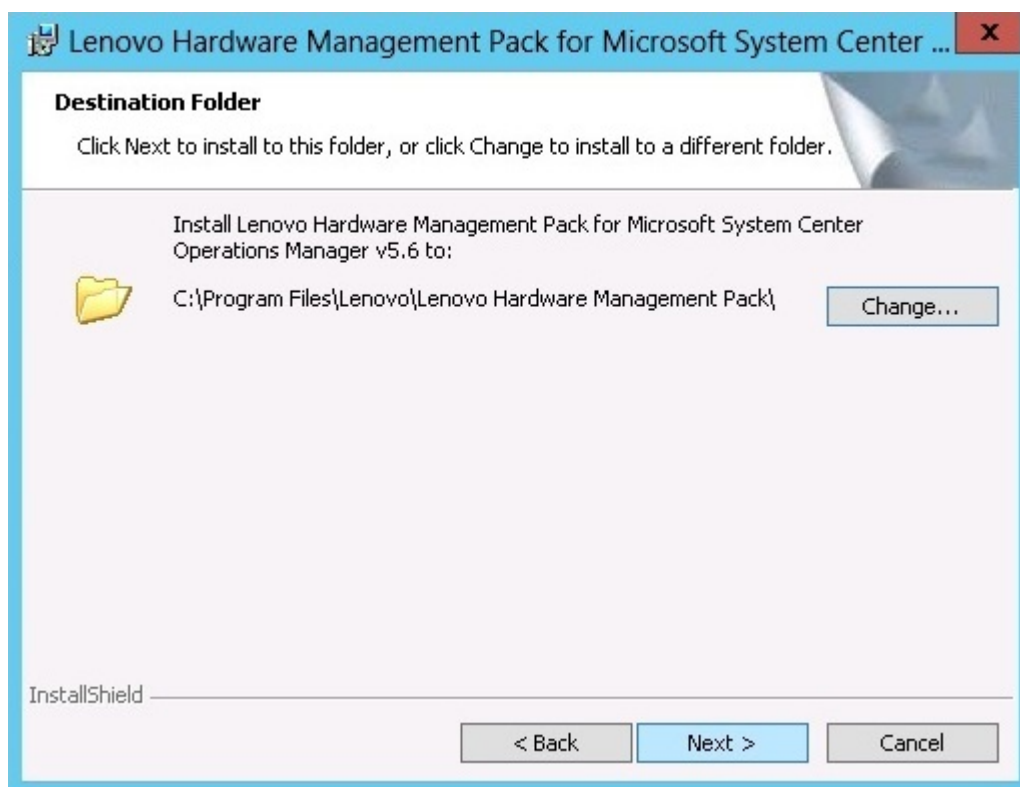 Lenovo Hardware Management Pack for Microsoft System Center ...
x
Destination Folder
Click Next to install to this folder, or click Change to install to a different folder.
Install Lenovo Hardware Management Pack for Microsoft System Center
Operations Manager v5.6 to:
C:\Program Files\Lenovo\Lenovo Hardware Management Pack\
Change...
InstallShield
< Back
Next >
Cancel